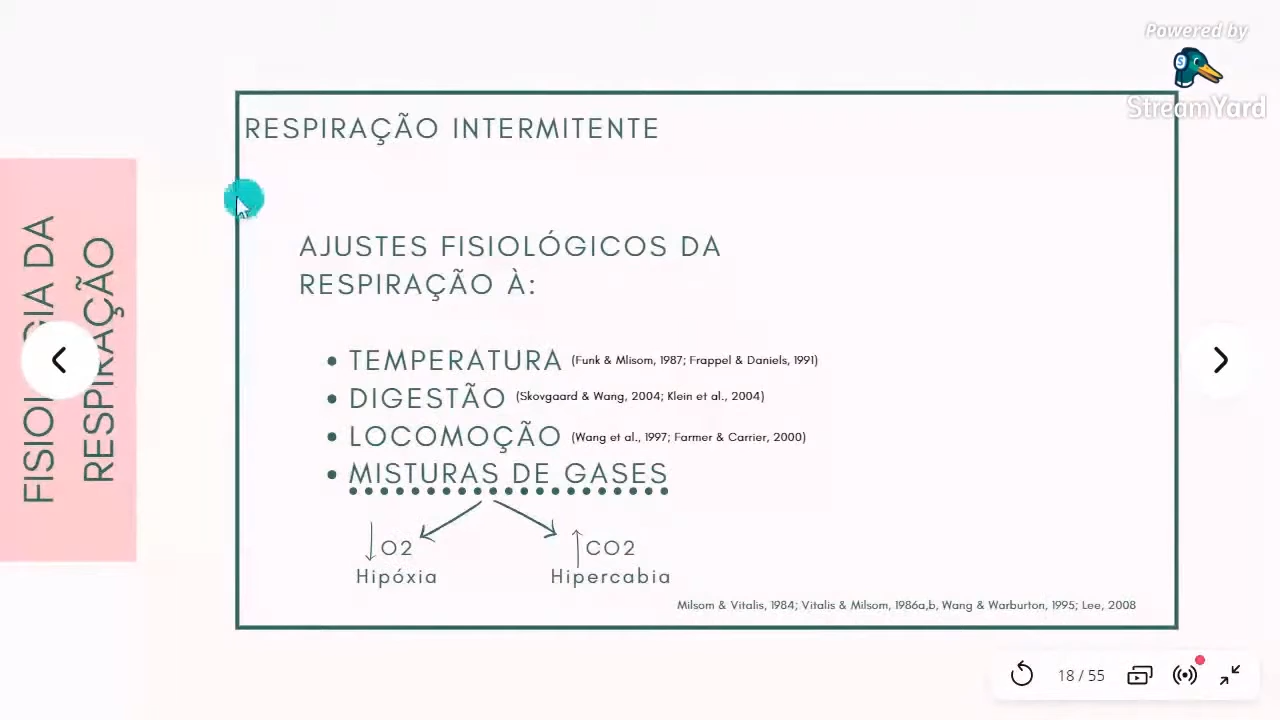 Powered by
StreamYard
RESPIRAÇÃO INTERMITENTE
FISIOLOGIA DA
RESPIRAÇÃO
AJUSTES FISIOLÓGICOS DA
RESPIRAÇÃO À:
• TEMPERATURA (Funk & Mlisom, 1987; Frappel & Daniels, 1991)
• DIGESTÃO (Skovgaard & Wang, 2004; Klein et al., 2004)
• LOCOMOÇÃO (Wang et al., 1997; Farmer & Carrier, 2000)
• MISTURAS DE GASES
↓O2 ↑CO2
Hipóxia Hipercabia
Milsom & Vitalis, 1984; Vitalis & Milsom, 1986a,b, Wang & Warburton, 1995; Lee, 2008
18 / 55